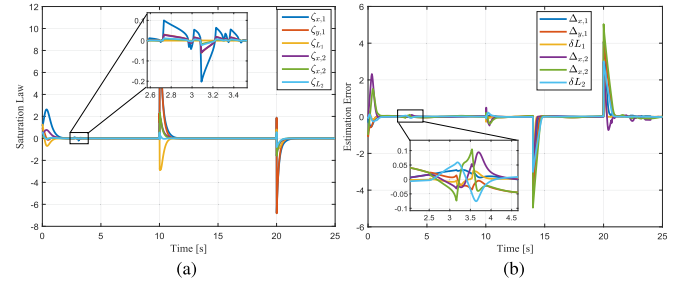 (a)
Saturation Law
12
10
8
6
4
2
0
-2
-4
-6
-8
0 5 10 15 20 25
Time [s]
0.1
0
-0.1
-0.2
2.6 2.8 3 3.2 3.4
ζx,1
ζy,1
ζL1
ζx,2
ζx,2
ζL2
(a)
Estimation Error
6
4
2
0
-2
-4
-6
0 5 10 15 20 25
Time [s]
0.1
0.05
0
-0.05
-0.1
2.5 3 3.5 4 4.5
Δx,1
Δy,1
δL1
Δx,2
Δx,2
δL2
(b)